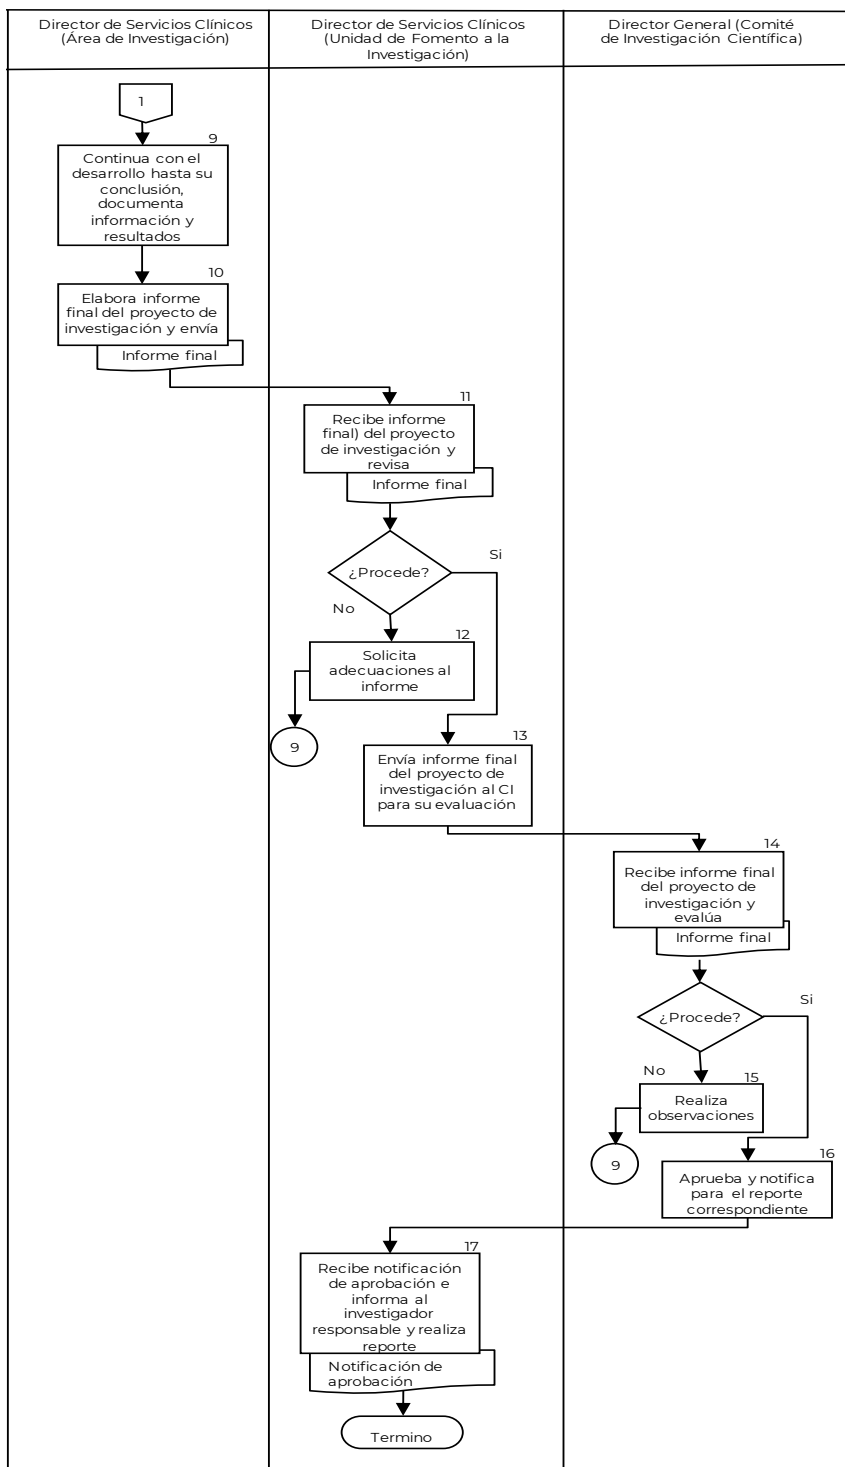 Director de Servicios Clínicos
(Área de Investigación)
Director de Servicios Clínicos
(Unidad de Fomento a la
Investigación)
Director General (Comité
de Investigación Científica)
1
9
Continua con el
desarrollo hasta su
conclusión,
documenta
información y
resultados
10
Elabora informe
final del proyecto de
investigación y envía
Informe final
11
Recibe informe
final) del proyecto
de investigación y
revisa
Informe final
¿Procede?
Si
No
12
Solicita
adecuaciones al
informe
9
13
Envía informe final
del proyecto de
investigación al CI
para su evaluación
14
Recibe informe final
del proyecto de
investigación y
evalúa
Informe final
¿Procede?
Si
No
15
Realiza
observaciones
9
16
Aprueba y notifica
para el reporte
correspondiente
17
Recibe notificación
de aprobación e
informa al
investigador
responsable y realiza
reporte
Notificación de
aprobación
Termino